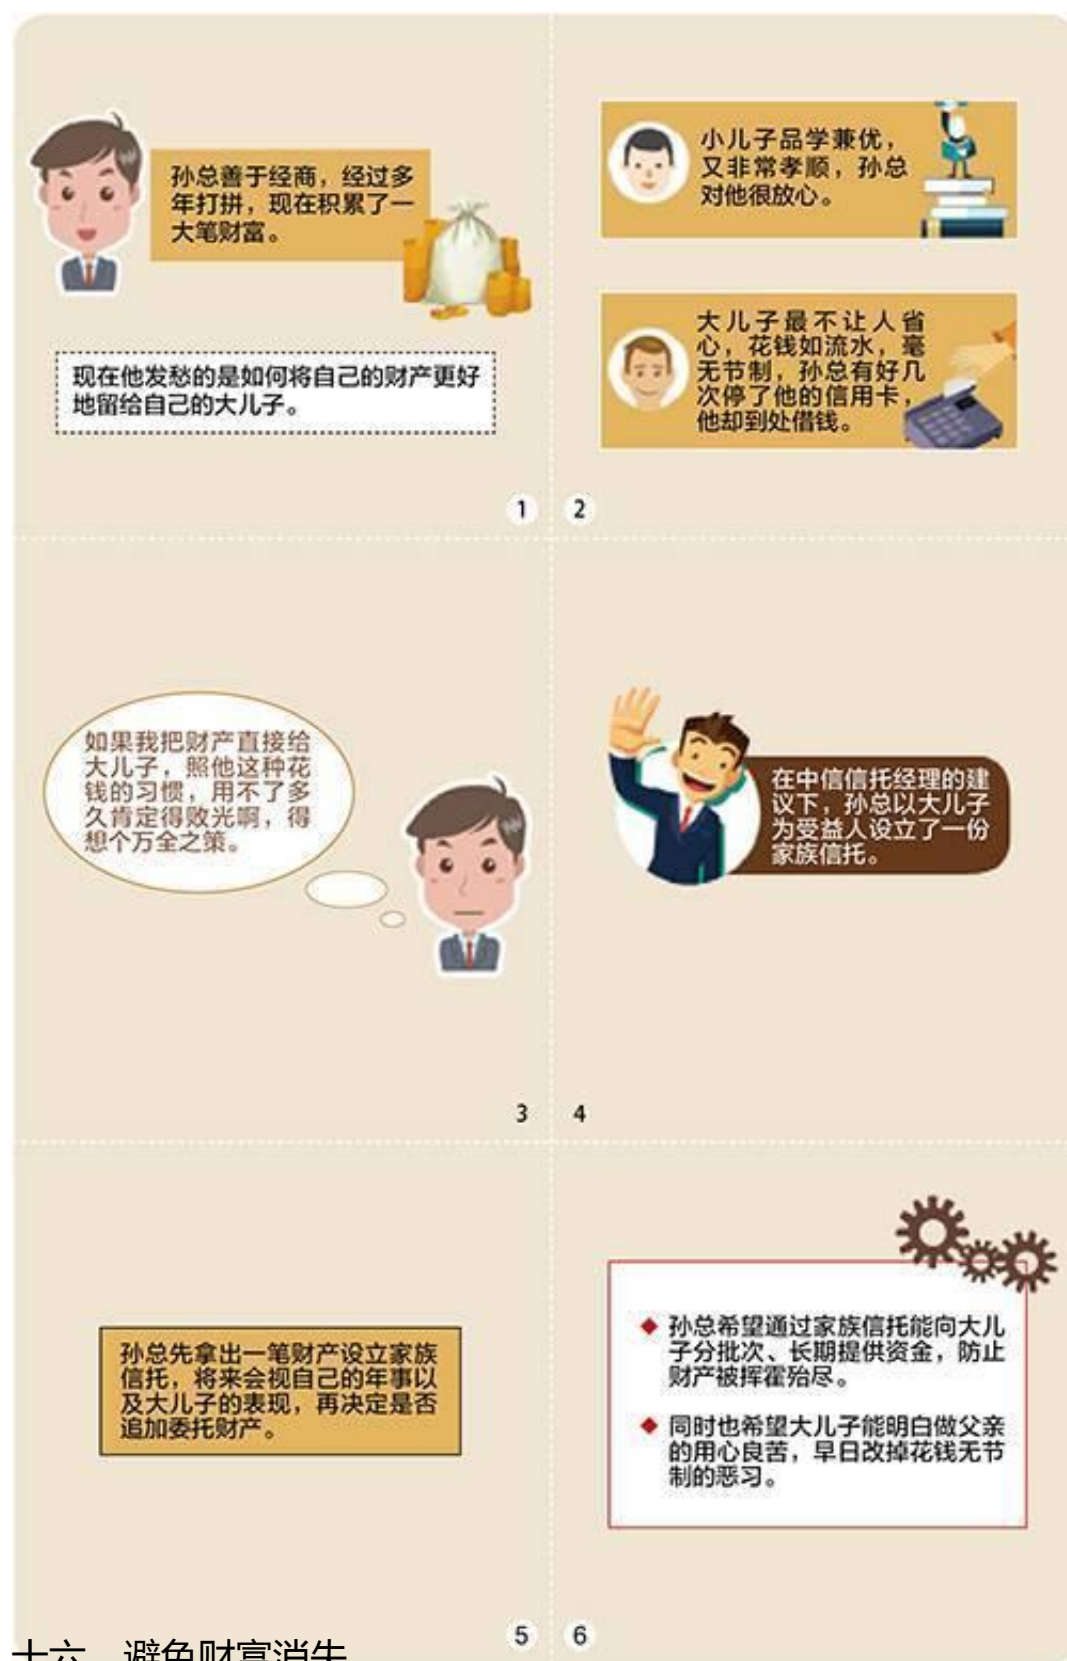 孙总善于经商，经过多
年打拼，现在积累了一
大笔财富。
现在他发愁的是如何将自己的财产更好
地留给自己的大儿子。
1
小儿子品学兼优，
又非常孝顺，孙总
对他很放心。
大儿子最不让人省
心，花钱如流水，毫
无节制，孙总有好几
次停了他的信用卡，
他却到处借钱。
2
如果我把财产直接给
大儿子，照他这种花
钱的习惯，用不了多
久肯定得败光啊，得
想个万全之策。
3
在中信信托经理的建
议下，孙总以大儿子
为受益人设立了一份
家族信托。
4
孙总先拿出一笔财产设立家族
信托，将来会视自己的年事以
及大儿子的表现，再决定是否
追加委托财产。
5
孙总希望通过家族信托能向大儿
子分批次、长期提供资金，防止
财产被挥霍殆尽。
同时也希望大儿子能明白做父亲
的用心良苦，早日改掉花钱无节
制的恶习。
6
十六、避免财富消失